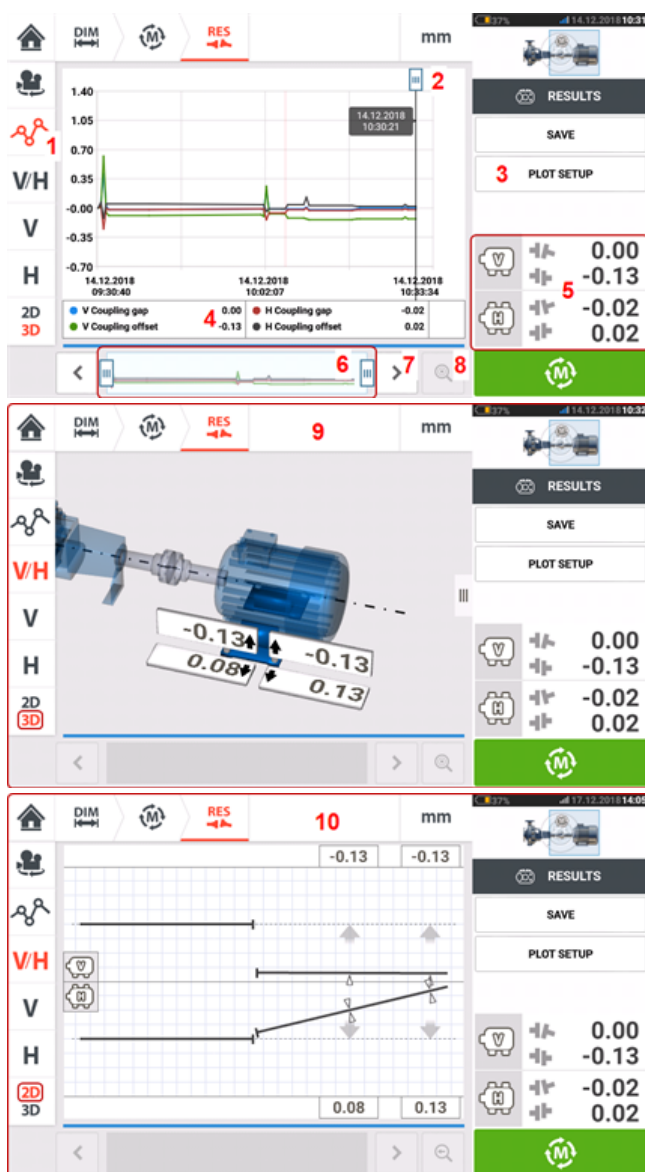 DIM
M
RES
mm
37%
14.12.2018 10:31
RESULTS
SAVE
3
PLOT SETUP
1
V/H
V
H
2D
3D
2
1.40
1.05
0.70
0.35
-0.00
-0.35
-0.70
14.12.2018
10:30:21
14.12.2018
09:30:40
14.12.2018
10:02:07
14.12.2018
10:33:34
V Coupling gap 0.00
H Coupling gap -0.02
V Coupling offset -0.13
H Coupling offset 0.02
4
V
0.00
-0.13
5
H
-0.02
0.02
6
7
8
M
DIM
M
RES
9
mm
37%
14.12.2018 10:32
RESULTS
SAVE
PLOT SETUP
V/H
V
H
2D
3D
-0.13
-0.13
0.08
0.13
V
0.00
-0.13
H
-0.02
0.02
M
DIM
M
RES
10
mm
37%
17.12.2018 14:05
RESULTS
SAVE
PLOT SETUP
V/H
V
H
2D
3D
-0.13
-0.13
V
H
0.08
0.13
V
0.00
-0.13
H
-0.02
0.02
M